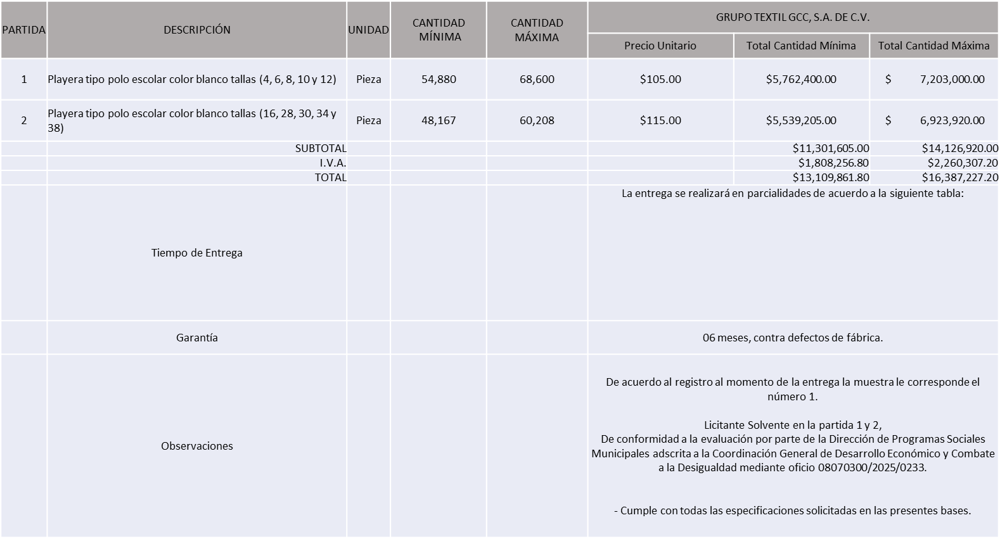 PARTIDA DESCRIPCIÓN UNIDAD CANTIDAD MÍNIMA CANTIDAD MÁXIMA GRUPO TEXTIL GCC, S.A. DE C.V.
Precio Unitario Total Cantidad Mínima Total Cantidad Máxima
1 Playera tipo polo escolar color blanco tallas (4, 6, 8, 10 y 12) Pieza 54,880 68,600 $105.00 $5,762,400.00 $ 7,203,000.00
2 Playera tipo polo escolar color blanco tallas (16, 28, 30, 34 y
38) Pieza 48,167 60,208 $115.00 $5,539,205.00 $ 6,923,920.00
SUBTOTAL $11,301,605.00 $14,126,920.00
I.V.A. $1,808,256.80 $2,260,307.20
TOTAL $13,109,861.80 $16,387,227.20
Tiempo de Entrega La entrega se realizará en parcialidades de acuerdo a la siguiente tabla:
Garantía 06 meses, contra defectos de fábrica.
Observaciones
De acuerdo al registro al momento de la entrega la muestra le corresponde el
número 1.
Licitante Solvente en la partida 1 y 2,
De conformidad a la evaluación por parte de la Dirección de Programas Sociales
Municipales adscrita a la Coordinación General de Desarrollo Económico y Combate
a la Desigualdad mediante oficio 08070300/2025/0233.
- Cumple con todas las especificaciones solicitadas en las presentes bases.